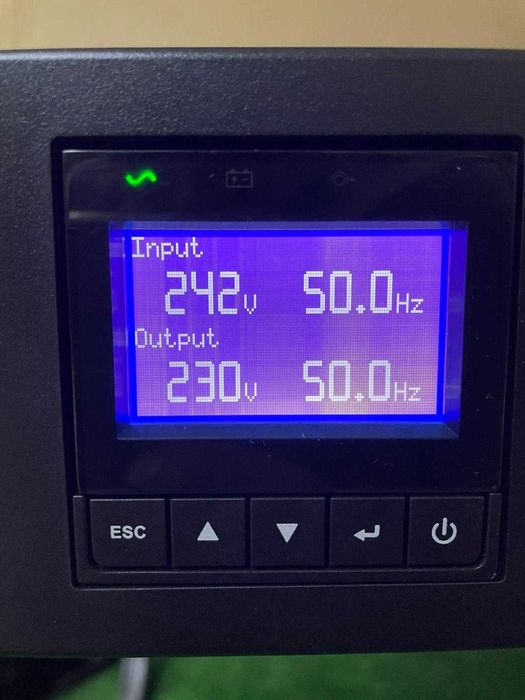 Input
242V 50.0Hz
Output
230V 50.0Hz
ESC